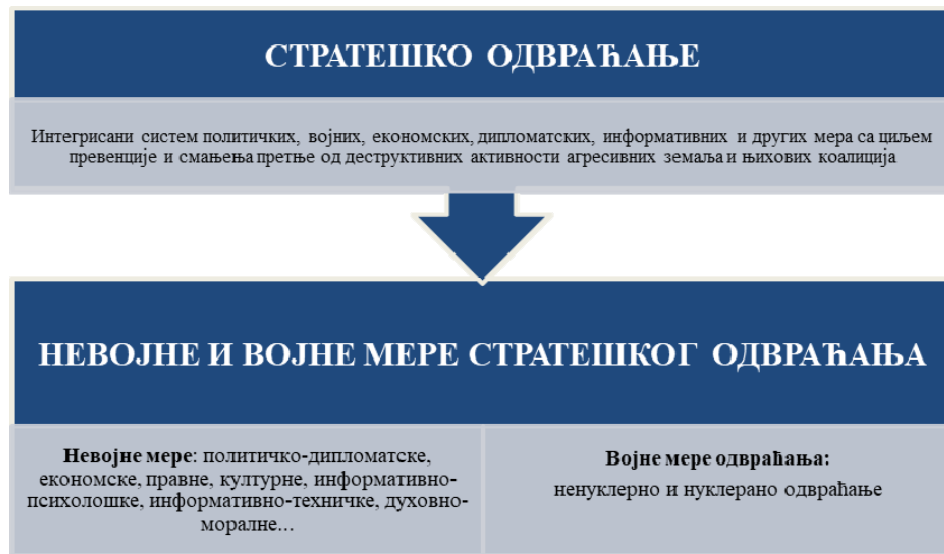 СТРАТЕШКО ОДВРАЋАЊЕ
Интегрисани систем политичких, војних, економских, дипломатских, информативних и других мера са циљем
превенције и смањења претње од деструктивних активности агресивних земаља и њихових коалиција
НЕВОЈНЕ И ВОЈНЕ МЕРЕ СТРАТЕШКОГ ОДВРАЋАЊА
Невојне мере: политичко-дипломатске,
економске, правне, културне, информативно-
психолошке, информативно-техничке, духовно-
моралне...
Војне мере одвраћања:
ненуклерно и нуклерано одвраћање